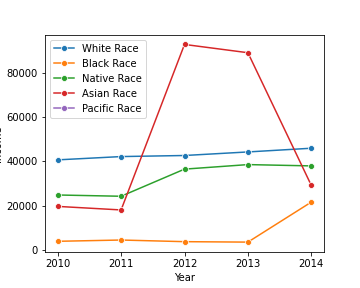 White Race
Black Race
Native Race
Asian Race
Pacific Race
80000
60000
40000
20000
0
2010 2011 2012 2013 2014
Year